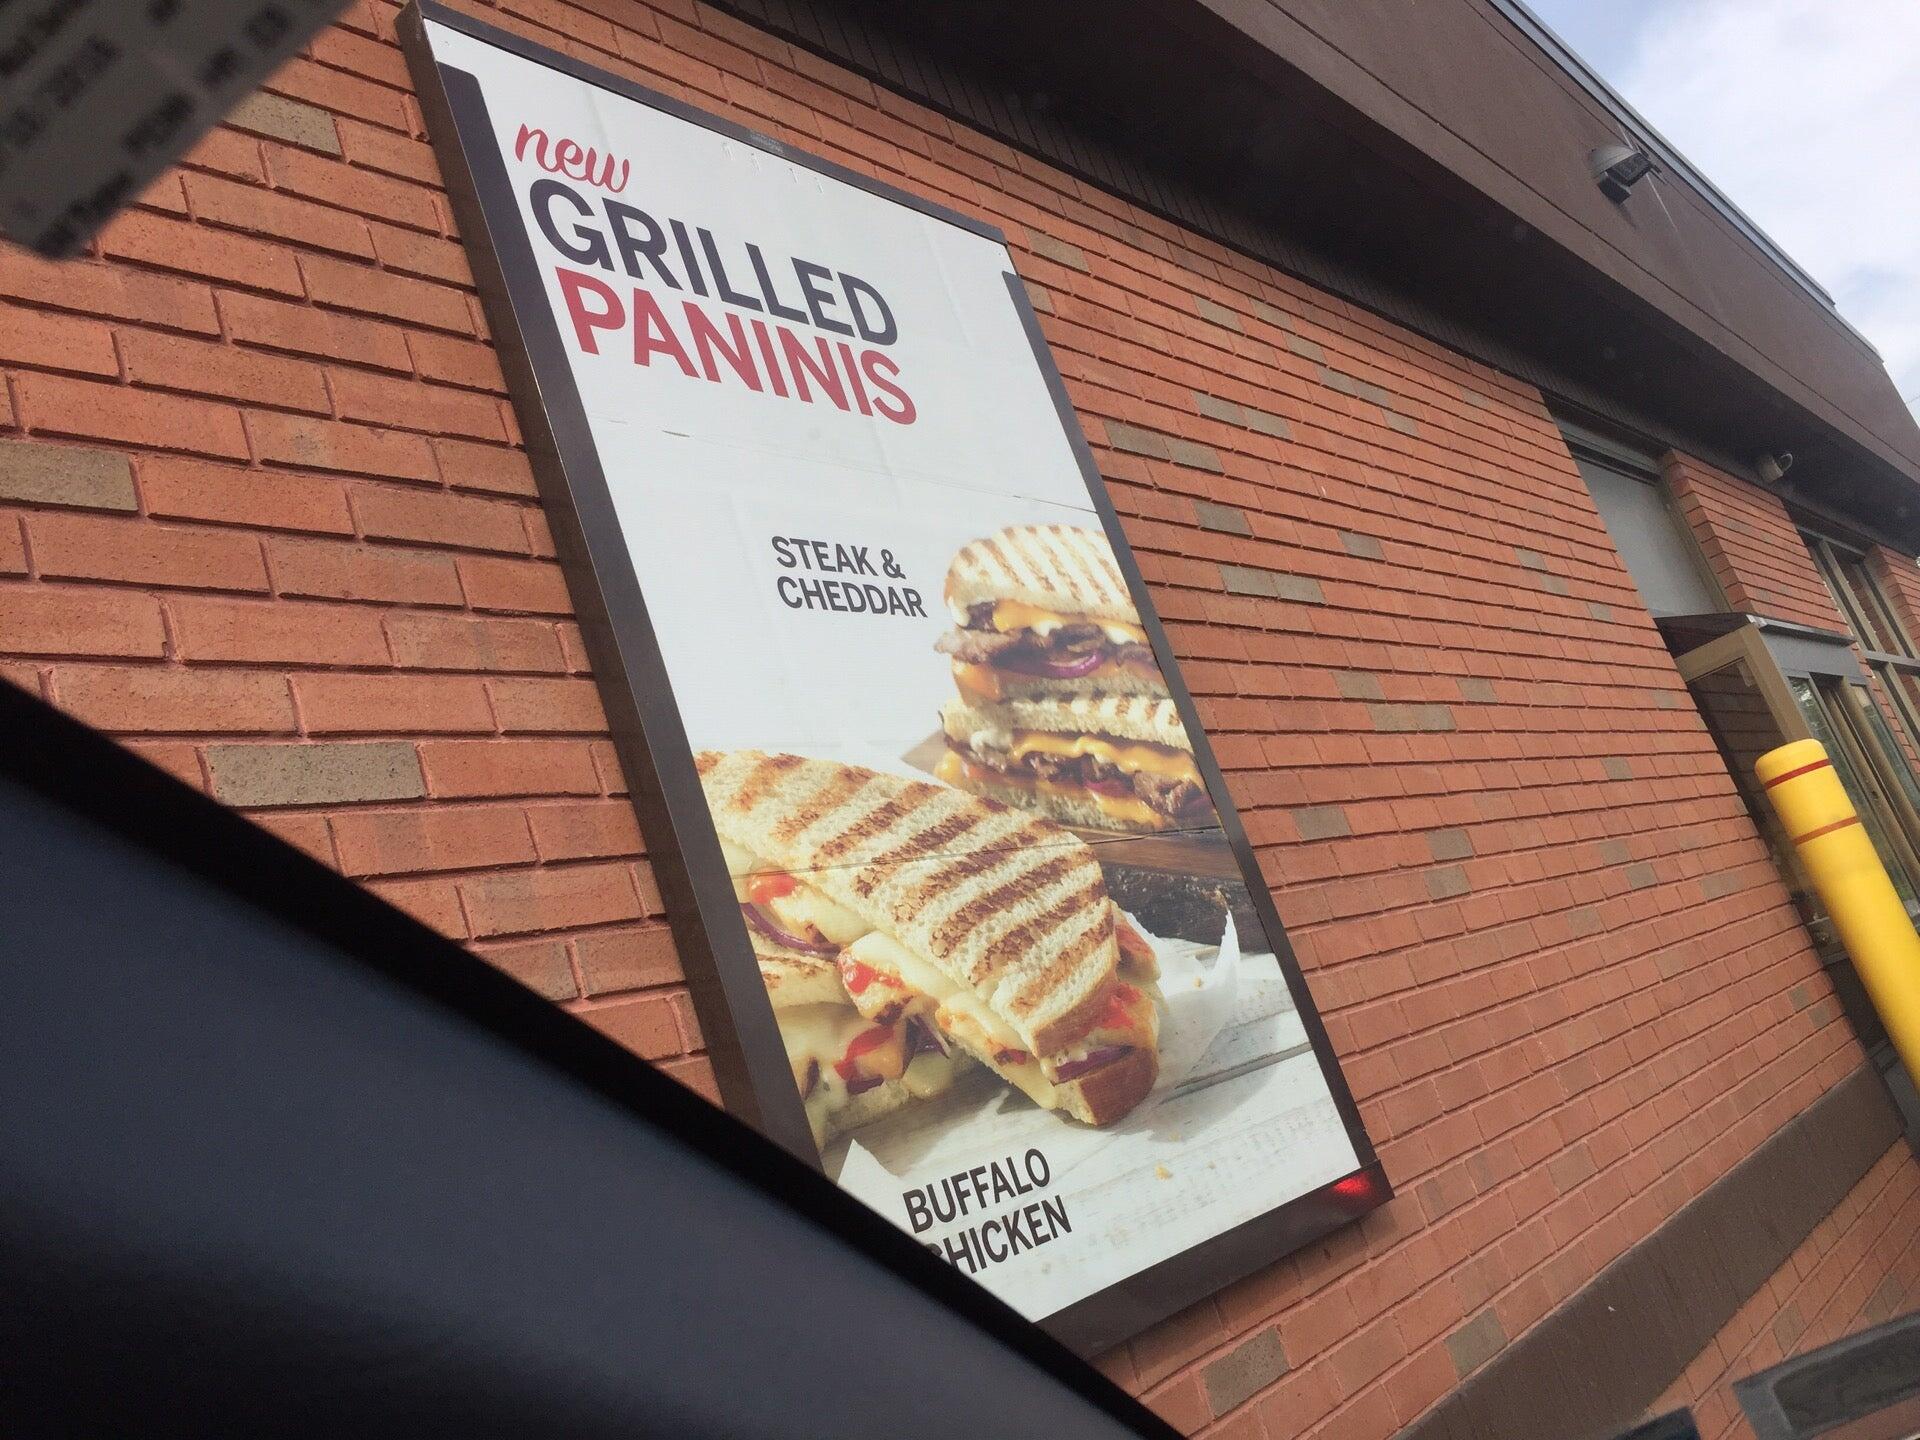 new
GRILLED
PANINIS
STEAK &
CHEDDAR
BUFFALO
CHICKEN